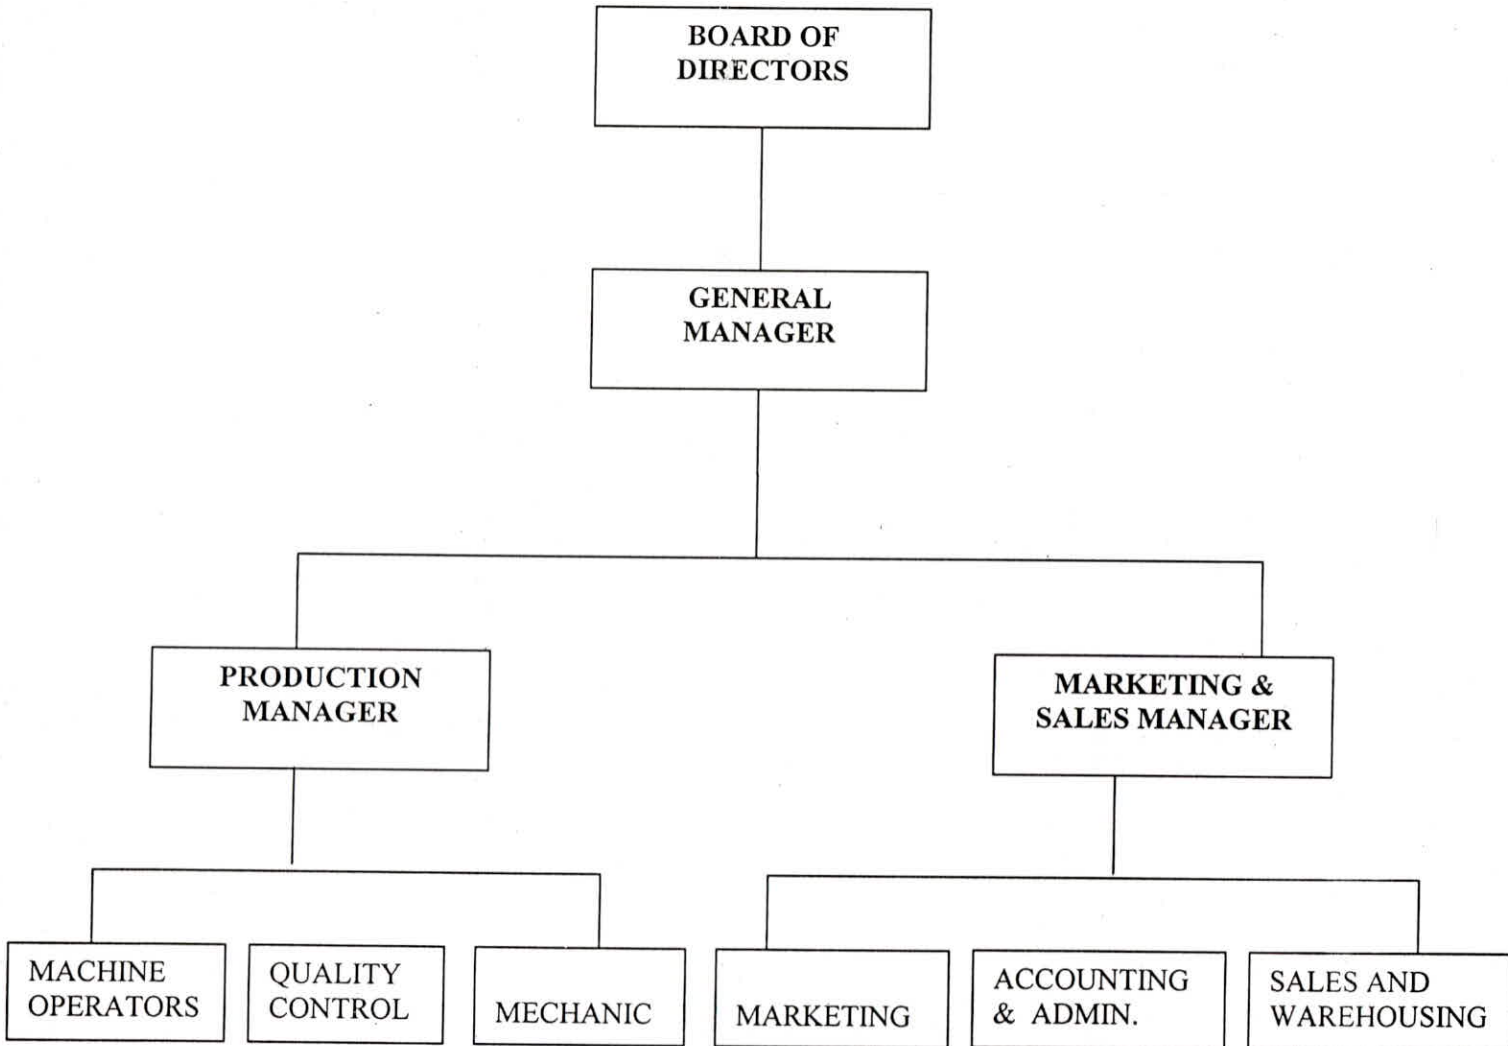 BOARD OF
DIRECTORS
GENERAL
MANAGER
PRODUCTION
MANAGER
MARKETING &
SALES MANAGER
MACHINE
OPERATORS
QUALITY
CONTROL
MECHANIC
MARKETING
ACCOUNTING
& ADMIN.
SALES AND
WAREHOUSING